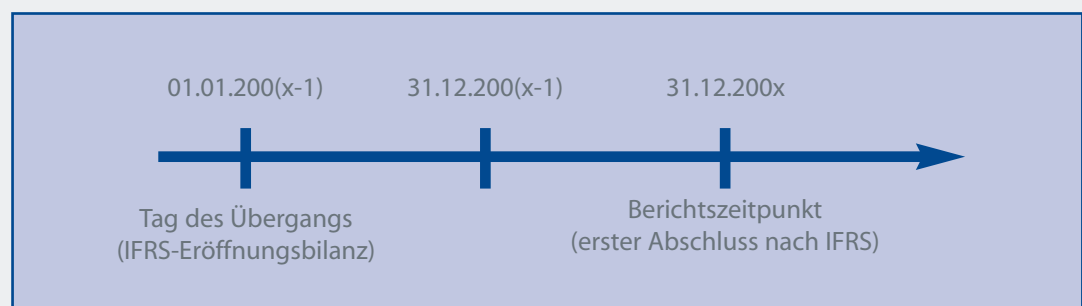 01.01.200(x-1) 31.12.200(x-1) 31.12.200x
Tag des Übergangs
(IFRS-Eröffnungsbilanz)
Berichtszeitpunkt
(erster Abschluss nach IFRS)